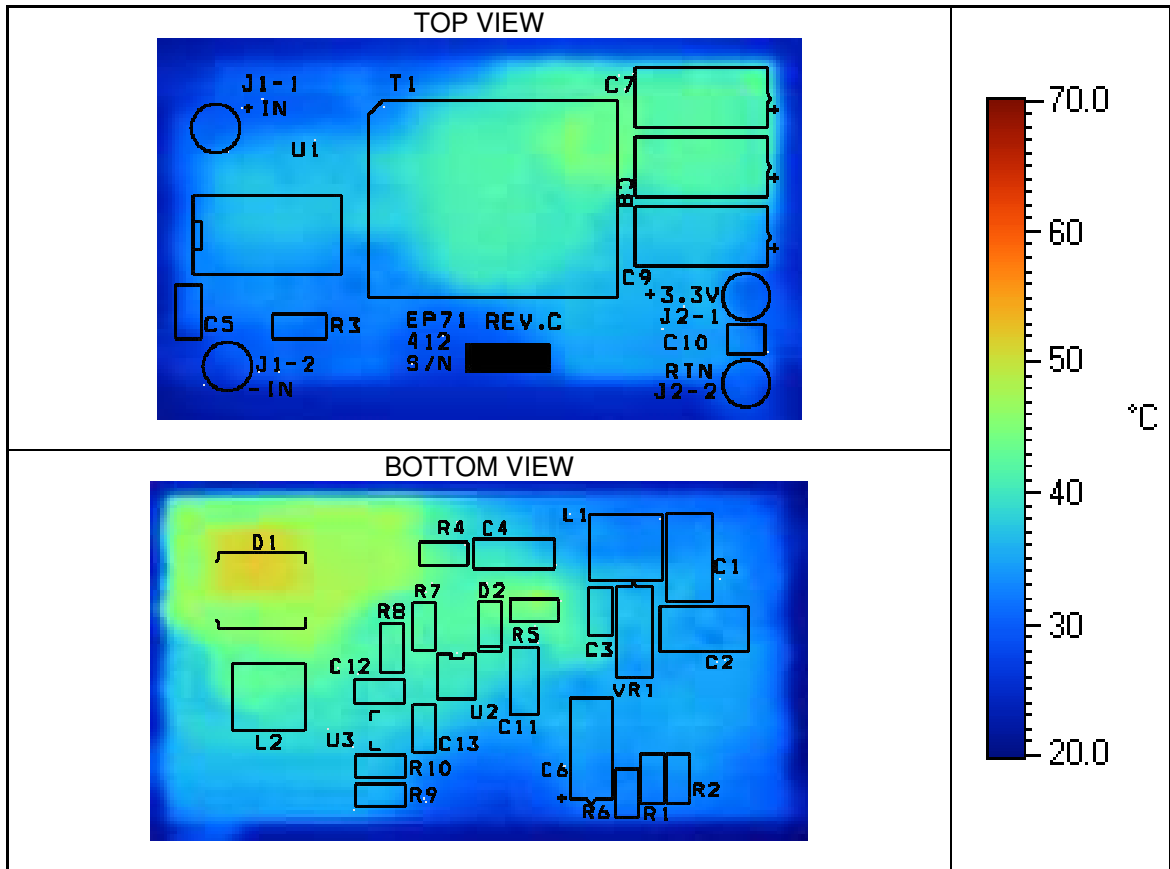 TOP VIEW
J1-1
+IN
T1
C7
U1
C8
C9
+3.3V
J2-1
C5
R3
EP71 REV.C
412
S/N
C10
J1-2
-IN
RTN
J2-2
BOTTOM VIEW
D1
R4
C4
L1
C1
R7
D2
R8
R5
C3
C2
C12
VR1
L2
U3
U2
C11
C13
R10
R9
C6
+
R6
R1
R2
70.0
60
50
40
30
20.0
°C